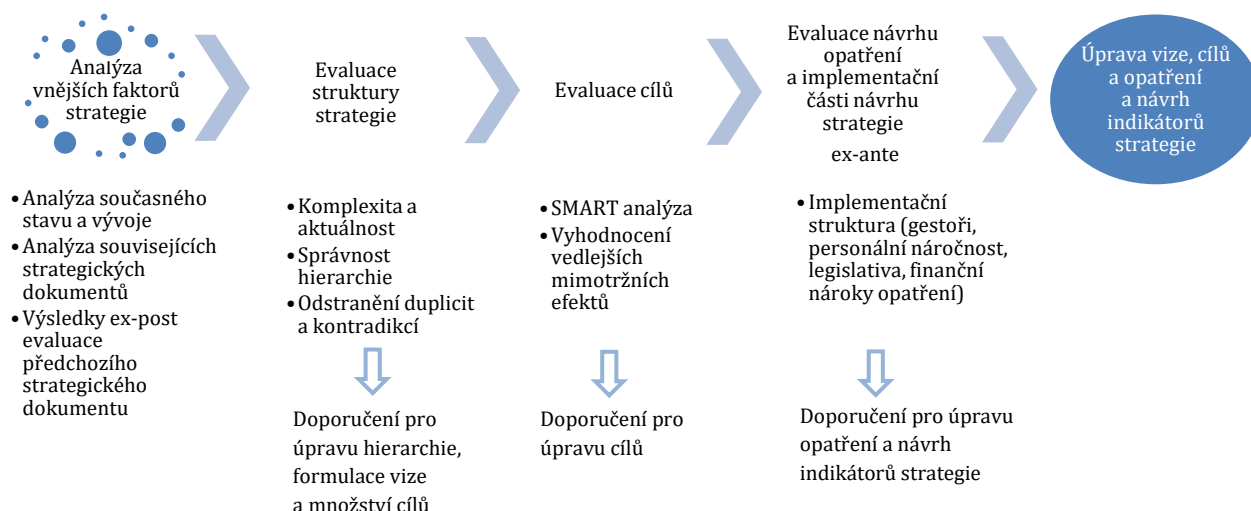 Analýza
vnějších faktorů
strategie
Evaluace
struktury
strategie
Evaluace cílů
Evaluace návrhu
opatření
a implementační
části návrhu
strategie
ex-ante
Úprava vize, cílů
a opatření
a návrh
indikátorů
strategie
• Analýza současného
stavu a vývoje
• Analýza souvisejících
strategických
dokumentů
• Výsledky ex-post
evaluace
předchozího
strategického
dokumentu
• Komplexita a
aktuálnost
• Správnost
hierarchie
• Odstranění duplicit
a kontradikcí
• SMART analýza
• Vyhodnocení
vedlejších
mimotržních
efektů
• Implementační
struktura (gestoři,
personální náročnost,
legislativa, finanční
nároky opatření)
Doporučení pro
úpravu hierarchie,
formulace vize
a množství cílů
Doporučení pro
úpravu cílů
Doporučení pro úpravu
opatření a návrh
indikátorů strategie